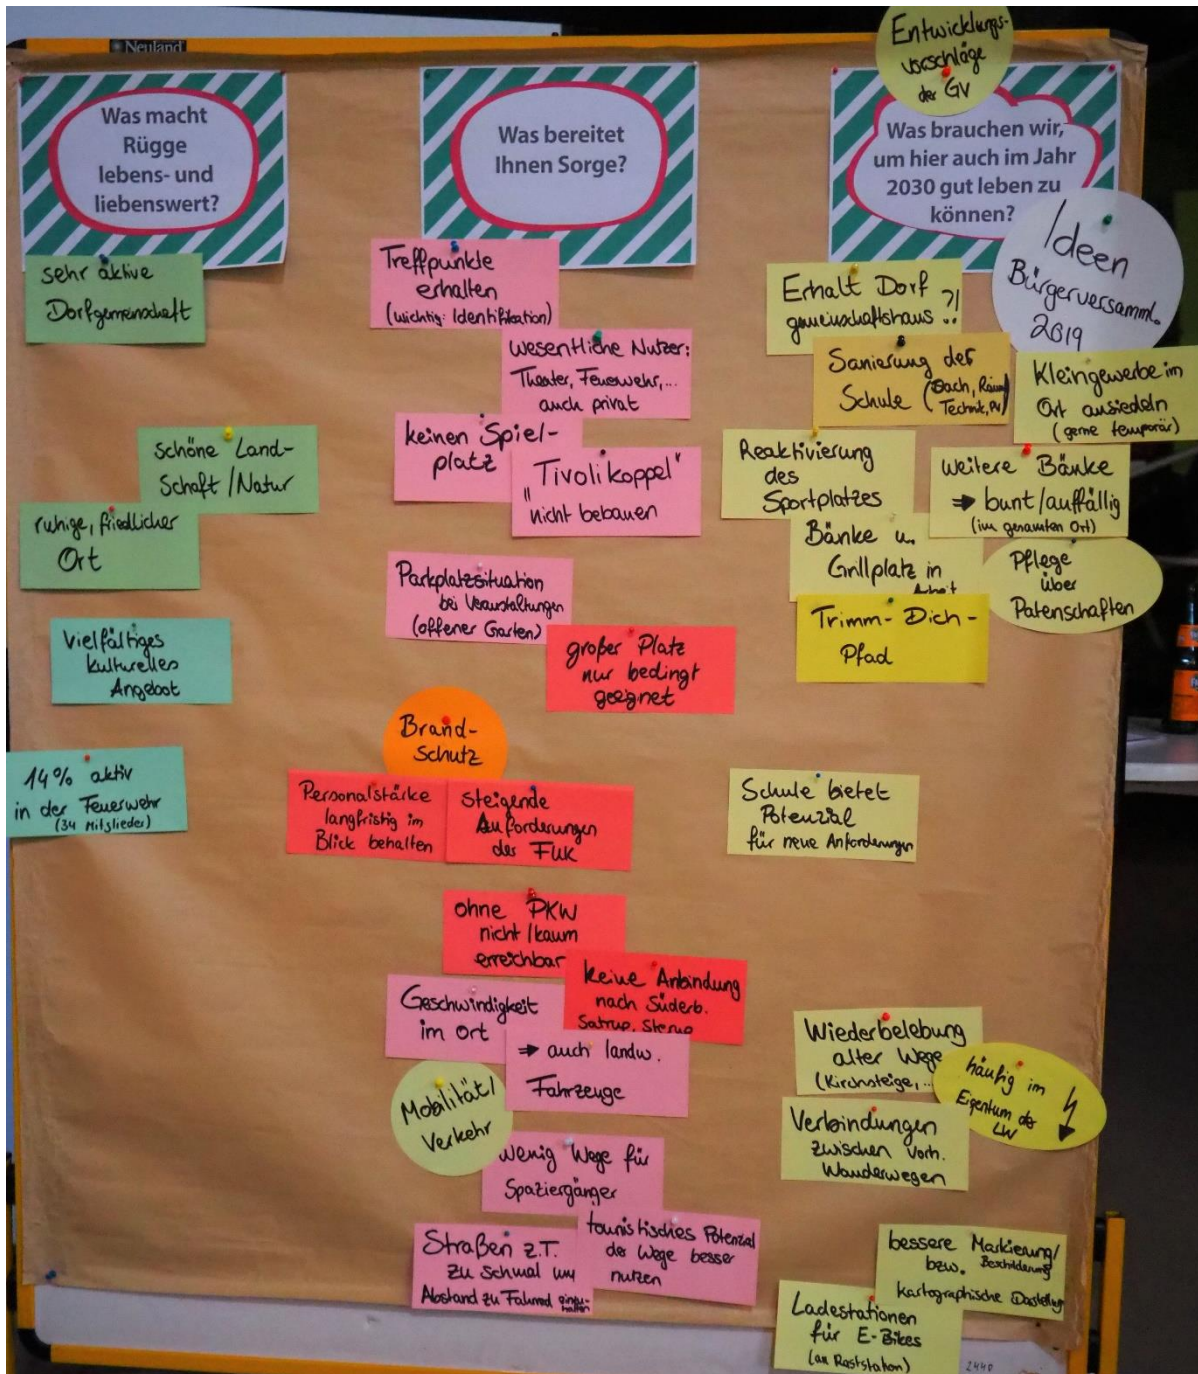 Neuland
Entwicklungs-
vorschläge
der GV
Was macht
Rügge
lebens- und
liebenswert?
sehr aktive
Dorfgemeinschaft
schöne Land-
schaft / Natur
ruhige, friedlicher
Ort
Vielfältiges
kulturelles
Angebot
14% aktiv
in der Feuerwehr
(34 Mitglieder)
Was bereitet
Ihnen Sorge?
Treffpunkte
erhalten
(wichtig: Identifikation)
wesentliche Nutzer:
Theater, Feuerwehr,...
auch privat
keinen Spiel-
platz
"Tivolikoppel"
nicht bebauen
Parkplatzsituation
bei Veranstaltungen
(offener Garten)
großer Platz
nur bedingt
geeignet
Brand-
schutz
Personalstärke
langfristig im
Blick behalten
steigende
Anforderungen
der FUK
ohne PKW
nicht / kaum
erreichbar
keine Anbindung
nach Süderb.
Satrup, Sterup
Geschwindigkeit
im Ort
→ auch landw.
Fahrzeuge
Mobilität/
Verkehr
wenig Wege für
Spaziergänger
Straßen z.T.
zu schmal um
Abstand zu Fahrrad einzu-
halten
touristisches Potenzial
der Wege besser
nutzen
Was brauchen wir,
um hier auch im Jahr
2030 gut leben zu
können?
Ideen
Bürgerversamml.
2019
Erhalt Dorf
gemeinschaftshaus ?!
Sanierung der
Schule (Dach, Räume
Technik, PV)
Kleingewerbe im
Ort ansiedeln
(gerne temporär)
Reaktivierung
des
Sportplatzes
weitere Bänke
→ bunt/auffällig
(im gesamten Ort)
Bänke u.
Grillplatz in
Arbeit
Pflege
über
Patenschaften
Trimm-Dich-
Pfad
Schule bietet
Potenzial
für neue Anforderungen
Wiederbelebung
alter Wege
(Kirchsteige, ..
häufig im
Eigentum der
LW
Verbindungen
zwischen vorh.
Wanderwegen
bessere Markierung/
bzw. Beschilderung
kartographische Darstellung
Ladestationen
für E-Bikes
(an Raststation)
2440